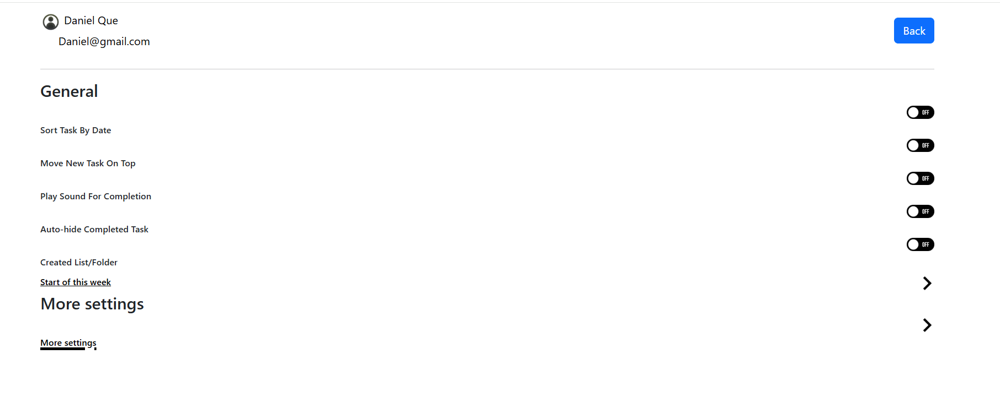 Daniel Que
Daniel@gmail.com
Back
General
OFF
Sort Task By Date
OFF
Move New Task On Top
OFF
Play Sound For Completion
OFF
Auto-hide Completed Task
OFF
Created List/Folder
Start of this week
More settings
More settings